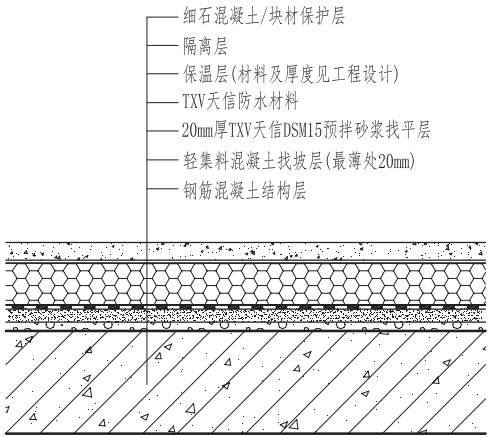 细石混凝土/块材保护层
隔离层
保温层(材料及厚度见工程设计)
TXV天信防水材料
20mm厚TXV天信DSM15预拌砂浆找平层
轻集料混凝土找坡层(最薄处20mm)
钢筋混凝土结构层